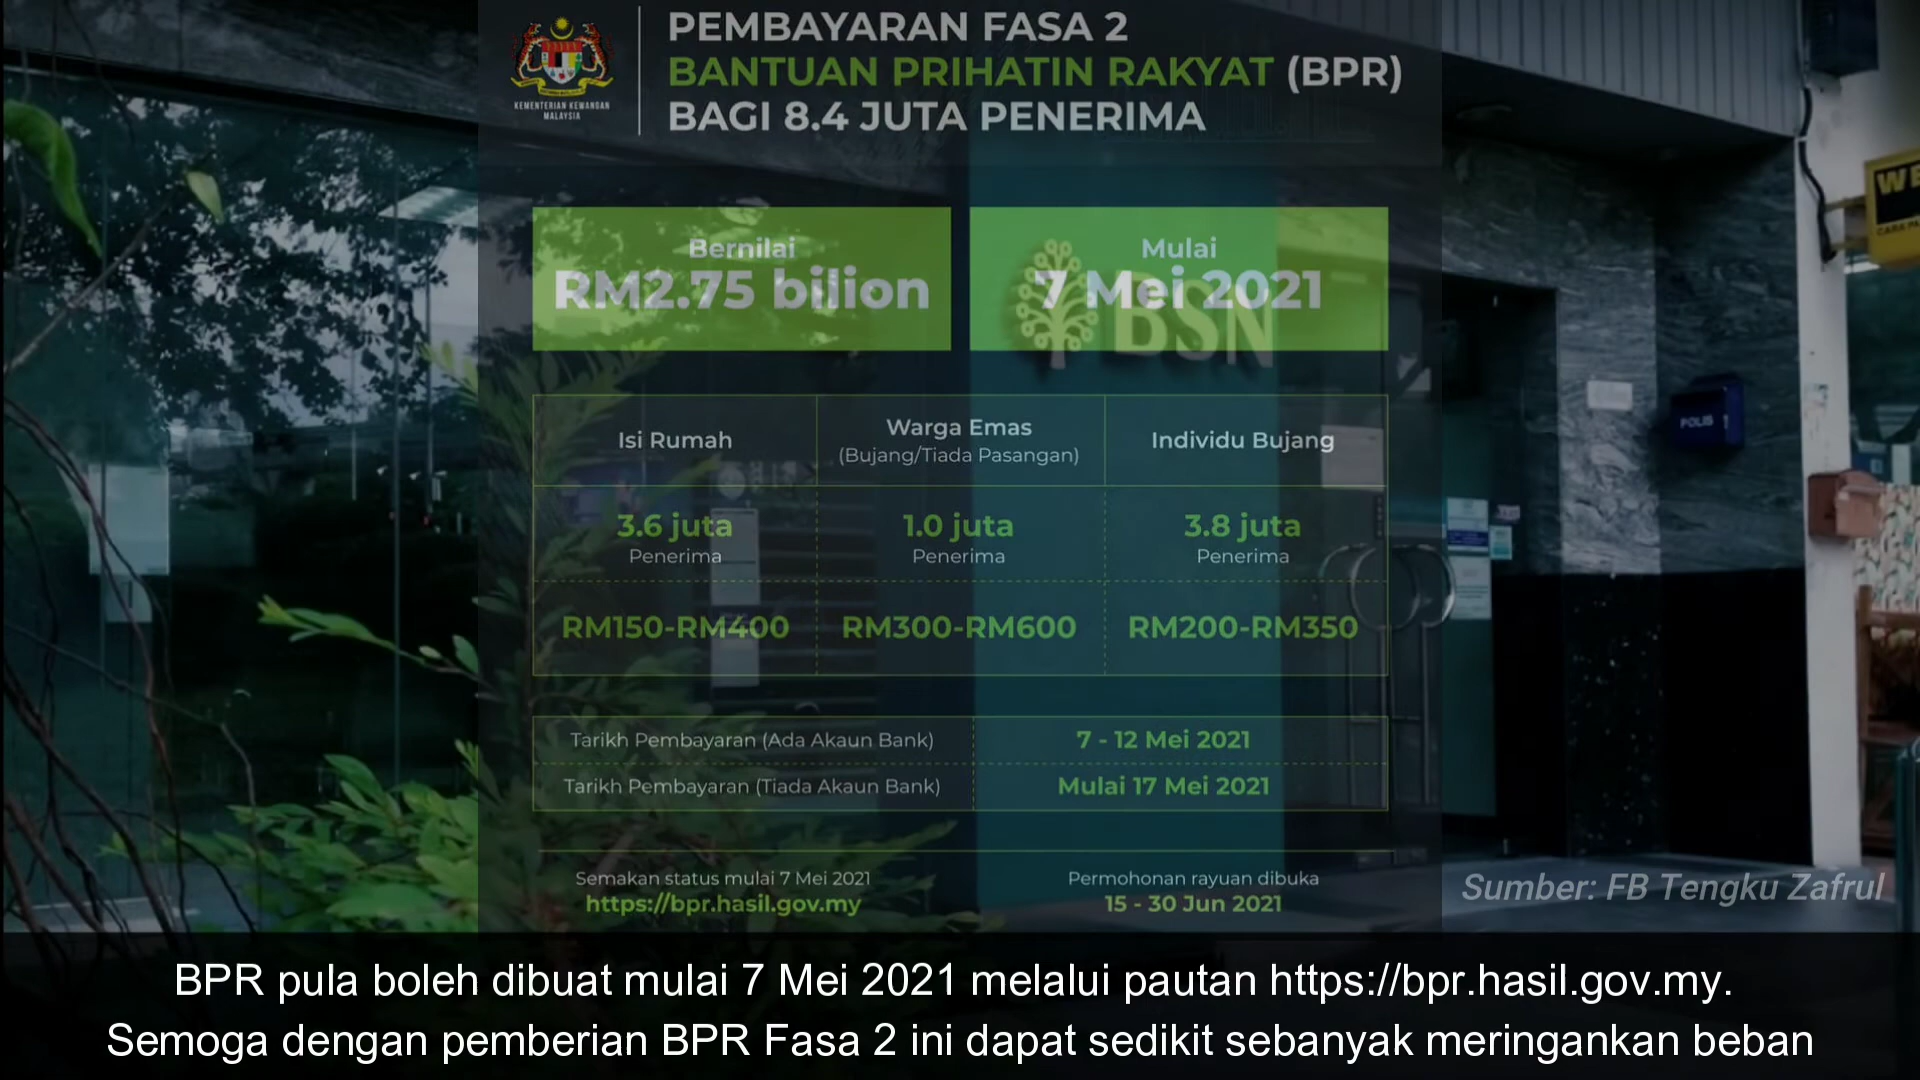 KEMENTERIAN KEWANGAN
MALAYSIA
PEMBAYARAN FASA 2
BANTUAN PRIHATIN RAKYAT (BPR)
BAGI 8.4 JUTA PENERIMA
Bernilai
RM2.75 bilion
Mulai
7 Mei 2021
BSN
Isi Rumah
Warga Emas
(Bujang/Tiada Pasangan)
Individu Bujang
3.6 juta
Penerima
1.0 juta
Penerima
3.8 juta
Penerima
RM150-RM400
RM300-RM600
RM200-RM350
Tarikh Pembayaran (Ada Akaun Bank)
7 - 12 Mei 2021
Tarikh Pembayaran (Tiada Akaun Bank)
Mulai 17 Mei 2021
Semakan status mulai 7 Mei 2021
https://bpr.hasil.gov.my
Permohonan rayuan dibuka
15 - 30 Jun 2021
POLIS
Sumber: FB Tengku Zafrul
BPR pula boleh dibuat mulai 7 Mei 2021 melalui pautan https://bpr.hasil.gov.my.
Semoga dengan pemberian BPR Fasa 2 ini dapat sedikit sebanyak meringankan beban